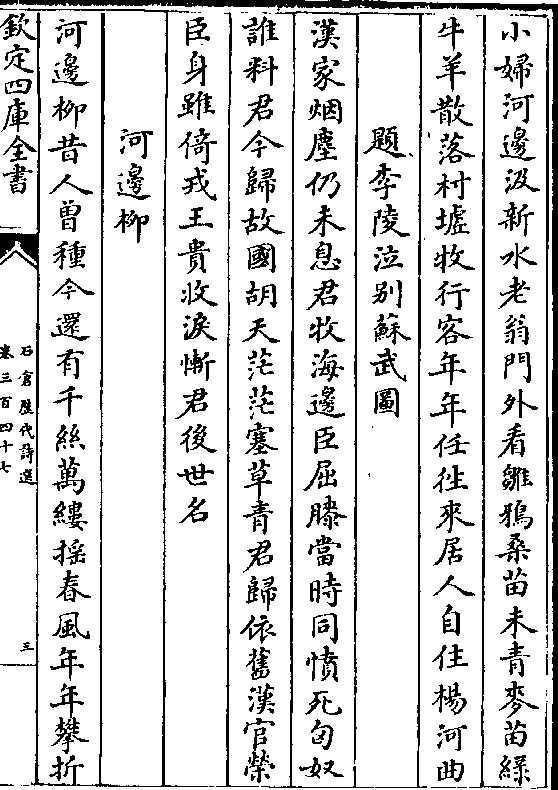 小婦河邊汲新水老翁門外看雛鴉桑苗未青麥苗緑
牛羊散落村墟牧行客年年任徃來居人自住楊河曲
題李陵泣别蘇武圖
漢家烟塵仍未息君牧海邊臣屈膝當時同憤死匈奴
誰料君今歸故國胡天茫茫塞草青君歸依舊漢官榮
臣身雖倚戎王貴收淚慚君後世名
河邊柳
河邊柳昔人曽種今還有千絲萬縷揺春風年年攀折
欽定四庫全書
石倉歴代詩選
卷三百四十七
三